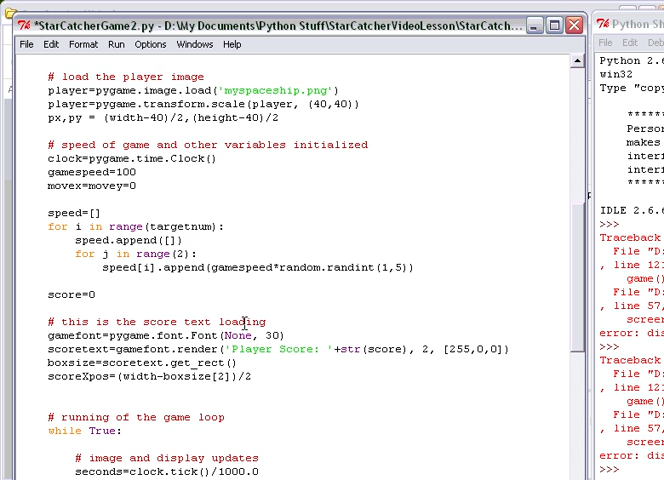 *StarCatcherGame2.py - D:\My Documents\Python Stuff\StarCatcherVideoLesson\StarCatch...
File Edit Format Run Options Windows Help
# load the player image
player=pygame.image.load('myspaceship.png')
player=pygame.transform.scale(player, (40,40))
px,py = (width-40)/2,(height-40)/2
# speed of game and other variables initialized
clock=pygame.time.Clock()
gamespeed=100
movex=movey=0
speed=[]
for i in range(targetnum):
speed.append([])
for j in range(2):
speed[i].append(gamespeed*random.randint(1,5))
score=0
# this is the score text loading
gamefont=pygame.font.Font(None, 30)
scoretext=gamefont.render('Player Score: '+str(score), 2, [255,0,0])
boxsize=scoretext.get_rect()
scoreXpos=(width-boxsize[2])/2
# running of the game loop
while True:
# image and display updates
seconds=clock.tick()/1000.0
Python Sh
File Edit Deb
Python 2.6
win32
Type "copy
******
Person
makes
interf
interf
******
IDLE 2.6.6
>>>
Traceback
File "D:
, line 121
game()
File "D:
, line 57,
screen
error: dis
>>>
Traceback
File "D:
, line 121
game()
File "D:
, line 57,
screen
error: dis
>>>